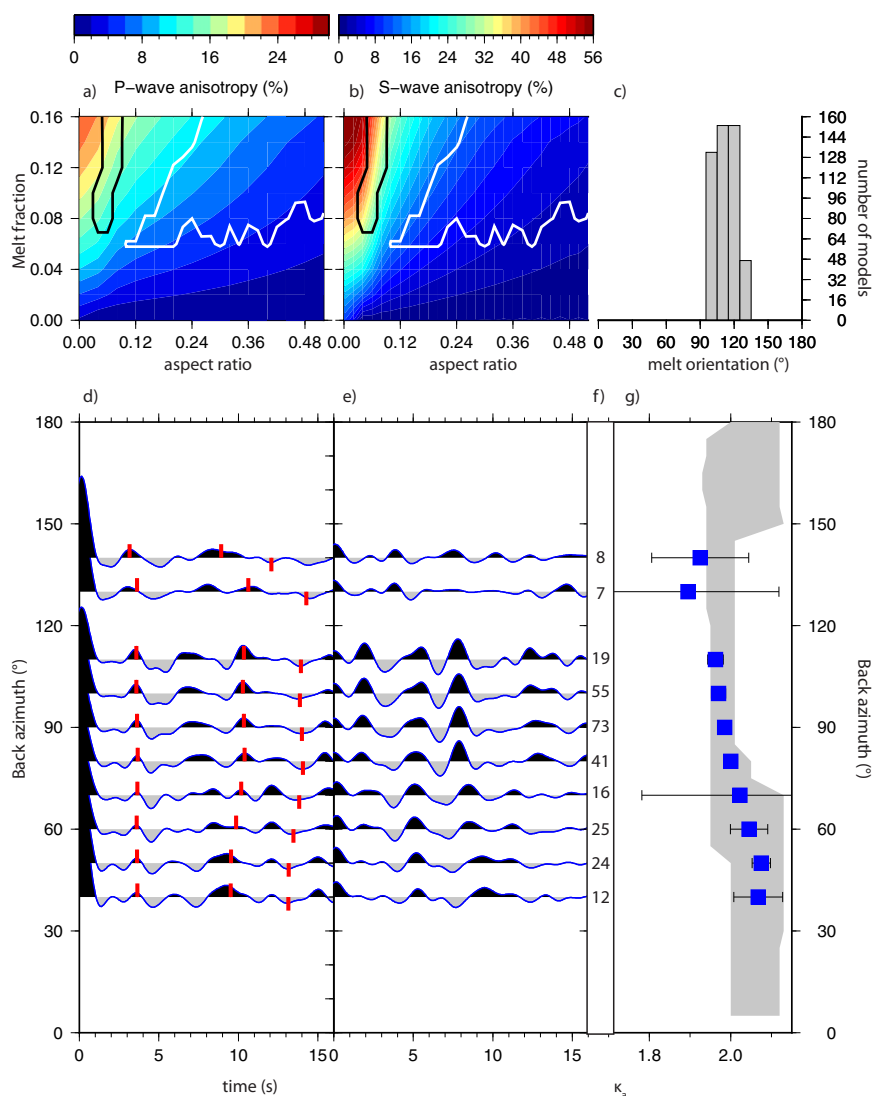 0 8 16 24
0 8 16 24 32 40 48 56
a) P-wave anisotropy (%)
b) S-wave anisotropy (%)
c)
0.16
0.12
0.08
0.04
0.00
Melt fraction
0.00 0.12 0.24 0.36 0.48
aspect ratio
0.00 0.12 0.24 0.36 0.48
aspect ratio
160
144
128
112
96
80
64
48
32
16
0
number of models
0 30 60 90 120 150 180
melt orientation (°)
d) e) f) g)
180
150
120
90
60
30
0
Back azimuth (°)
8
7
19
55
73
41
16
25
24
12
180
150
120
90
60
30
0
Back azimuth (°)
0 5 10 15
time (s)
0 5 10 15
1.8 2.0
κa